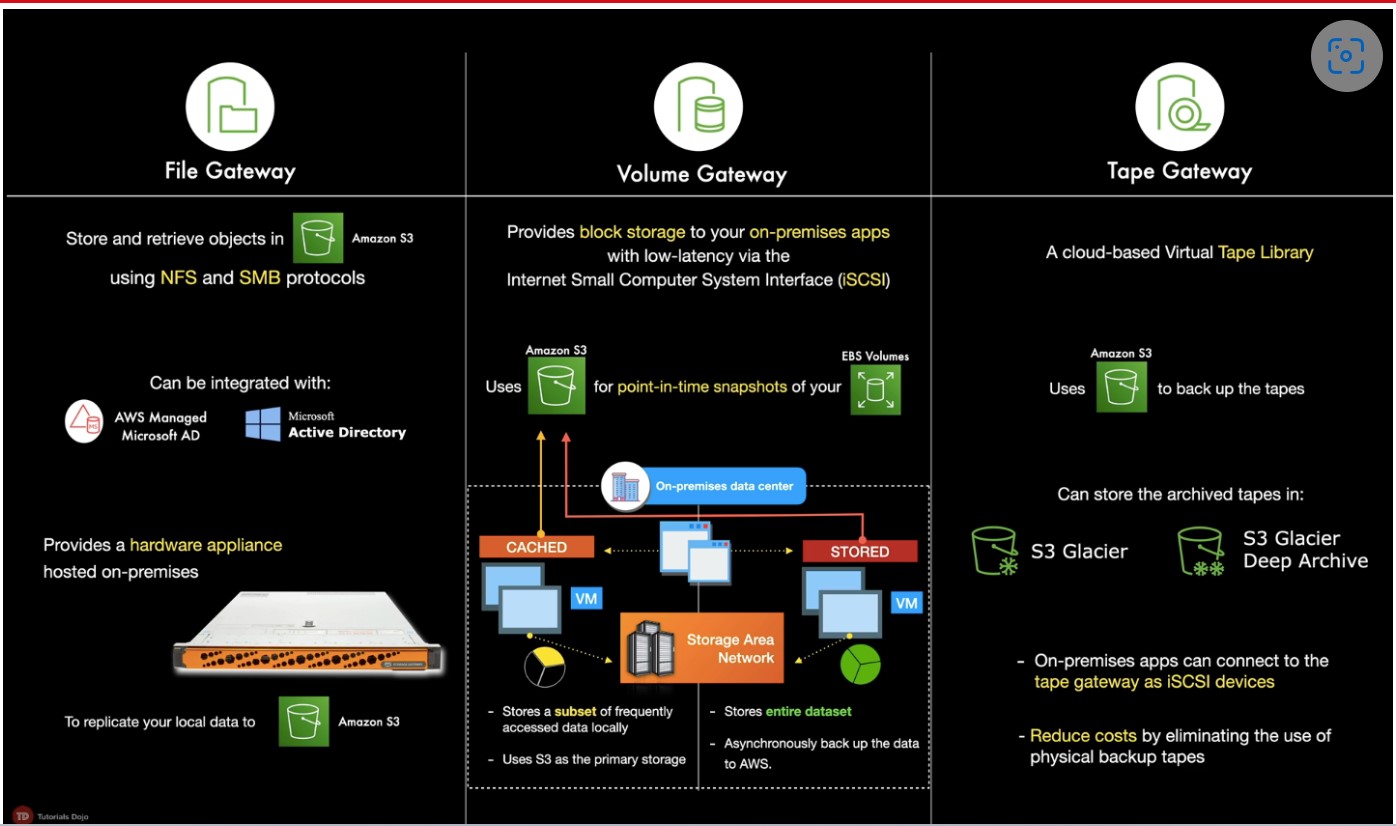 File Gateway
Store and retrieve objects in Amazon S3
using NFS and SMB protocols
Can be integrated with:
AWS Managed
Microsoft AD
Microsoft
Active Directory
Provides a hardware appliance
hosted on-premises
To replicate your local data to Amazon S3
Volume Gateway
Provides block storage to your on-premises apps
with low-latency via the
Internet Small Computer System Interface (iSCSI)
Amazon S3
EBS Volumes
Uses for point-in-time snapshots of your
On-premises data center
CACHED
STORED
VM
VM
Storage Area
Network
- Stores a subset of frequently
accessed data locally
- Uses S3 as the primary storage
- Stores entire dataset
- Asynchronously back up the data
to AWS.
Tape Gateway
A cloud-based Virtual Tape Library
Amazon S3
Uses to back up the tapes
Can store the archived tapes in:
S3 Glacier
S3 Glacier
Deep Archive
- On-premises apps can connect to the
tape gateway as iSCSI devices
- Reduce costs by eliminating the use of
physical backup tapes
TD Tutorials Dojo